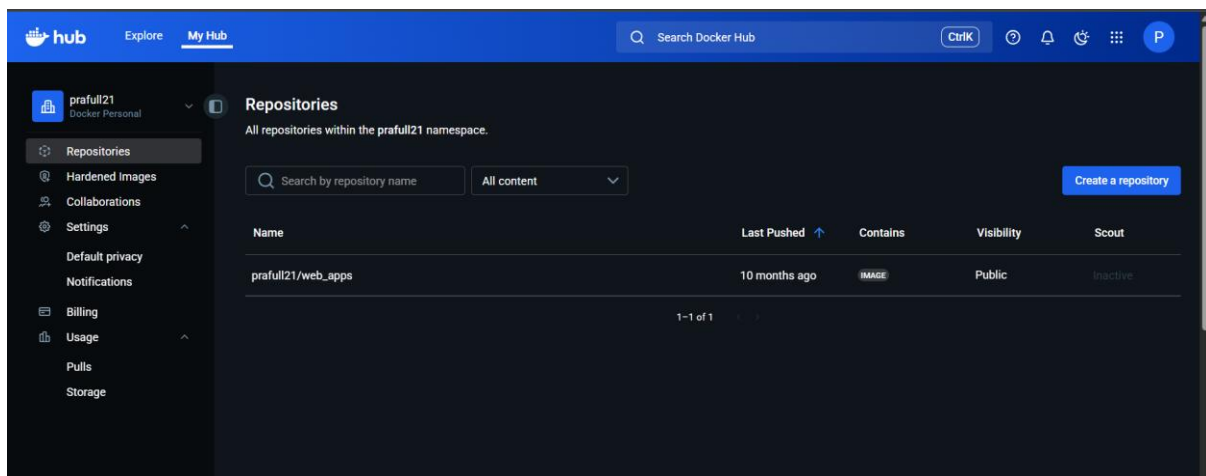 hub Explore My Hub Search Docker Hub CtrlK P
prafull21
Docker Personal
Repositories
Hardened Images
Collaborations
Settings
Default privacy
Notifications
Billing
Usage
Pulls
Storage
Repositories
All repositories within the prafull21 namespace.
Search by repository name All content Create a repository
Name Last Pushed Contains Visibility Scout
prafull21/web_apps 10 months ago IMAGE Public Inactive
1–1 of 1